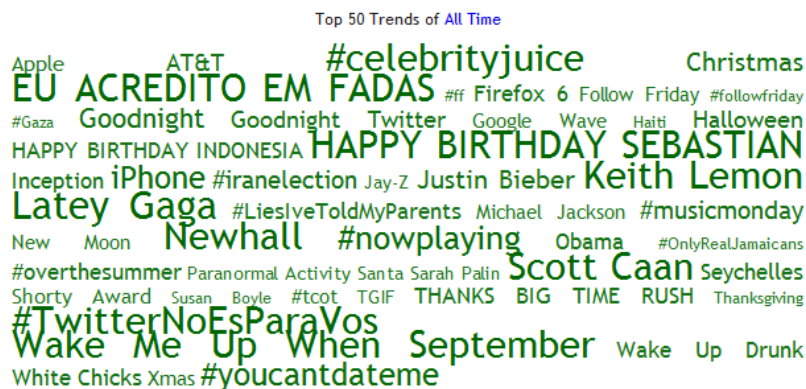 Top 50 Trends of All Time
Apple AT&T #celebrityjuice Christmas
EU ACREDITO EM FADAS #ff Firefox 6 Follow Friday #followfriday
#Gaza Goodnight Goodnight Twitter Google Wave Haiti Halloween
HAPPY BIRTHDAY INDONESIA HAPPY BIRTHDAY SEBASTIAN
Inception iPhone #iranelection Jay-Z Justin Bieber Keith Lemon
Latey Gaga #LiesIveToldMyParents Michael Jackson #musicmonday
New Moon Newhall #nowplaying Obama #OnlyRealJamaicans
#overthesummer Paranormal Activity Santa Sarah Palin Scott Caan Seychelles
Shorty Award Susan Boyle #tcot TGIF THANKS BIG TIME RUSH Thanksgiving
#TwitterNoEsParaVos
Wake Me Up When September Wake Up Drunk
White Chicks Xmas #youcantdateme